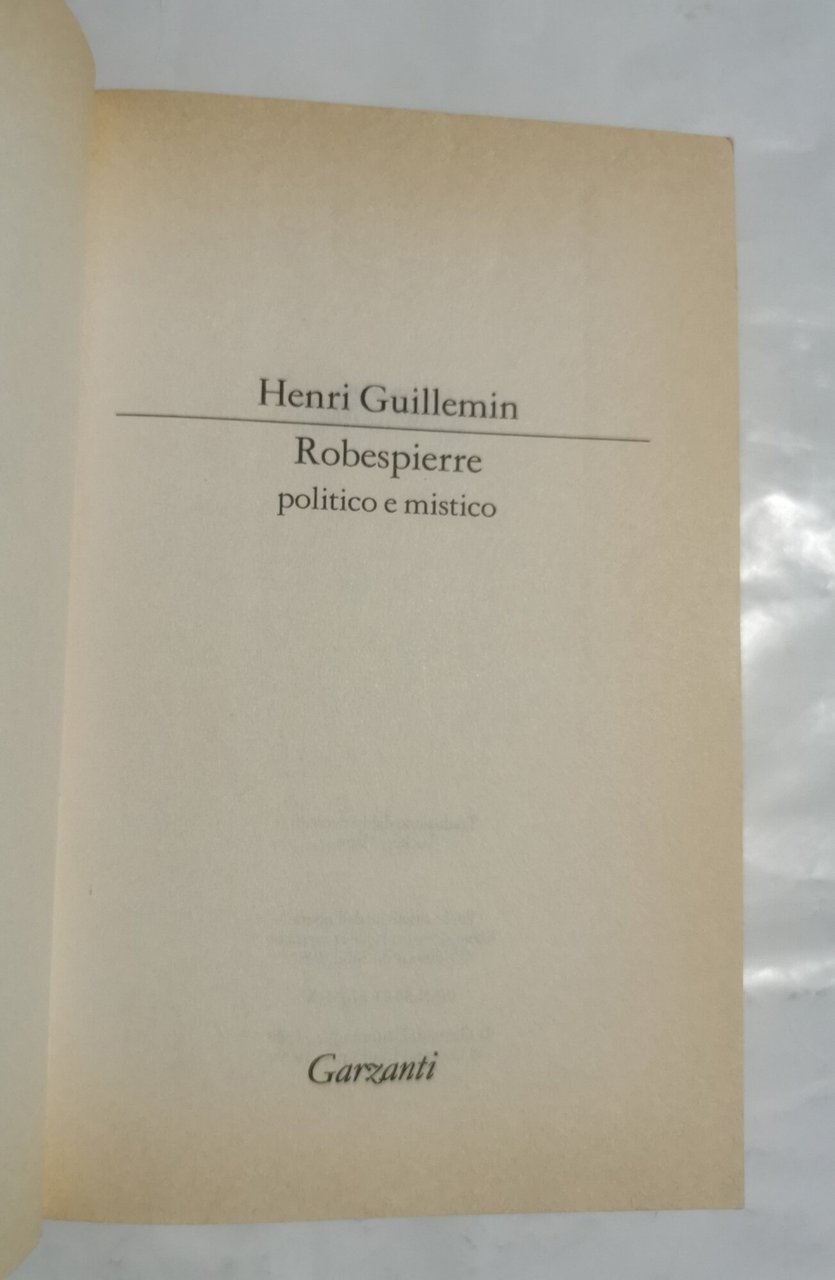 Henri Guillemin
Robespierre
politico e mistico
Garzanti